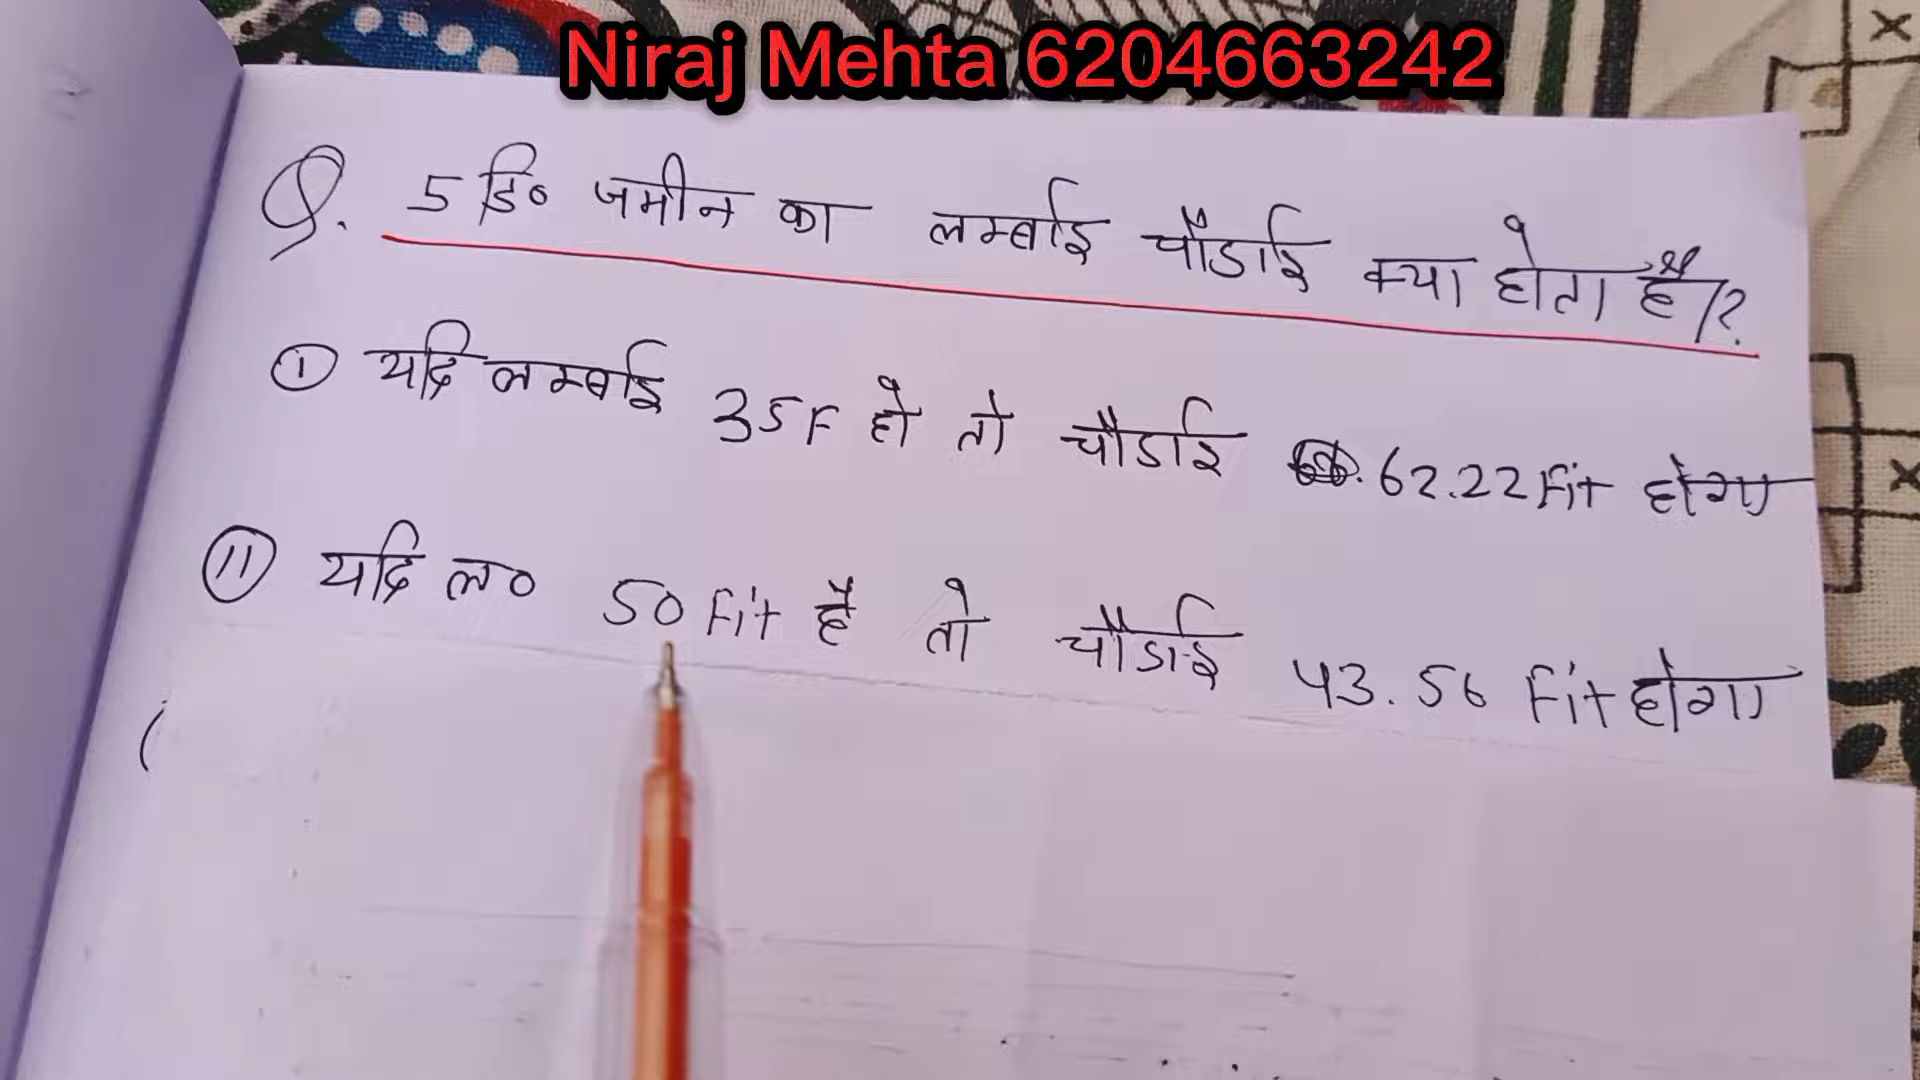 Niraj Mehta 6204663242
Q. 5 डि० जमीन का लम्बाई चौडाई क्या होता है?
① यदि लम्बाई 35F हो तो चौडाई 62.22 Fit होगा
⑪ यदि ल० 50 Fit है तो चौडाई 43.56 Fit होगा
(